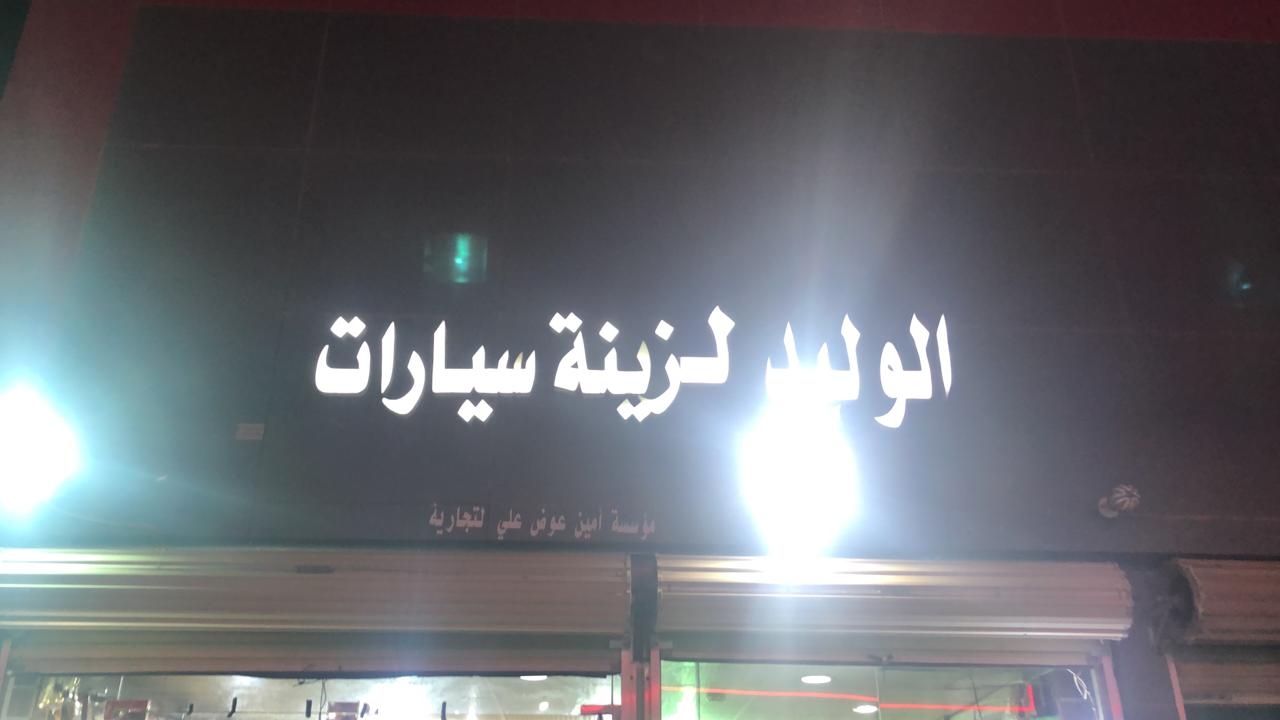 الوليد لزينة سيارات
مؤسسة أمين عوض علي لتجارية